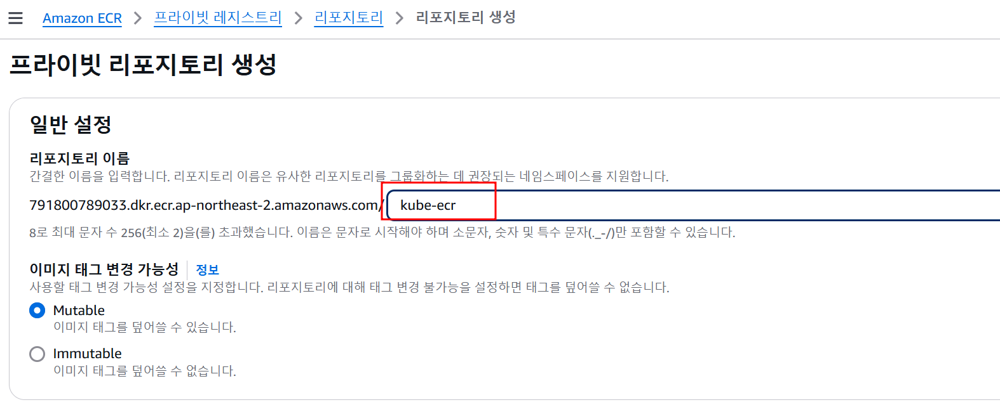 Amazon ECR > 프라이빗 레지스트리 > 리포지토리 > 리포지토리 생성
프라이빗 리포지토리 생성
일반 설정
리포지토리 이름
간결한 이름을 입력합니다. 리포지토리 이름은 유사한 리포지토리를 그룹화하는 데 권장되는 네임스페이스를 지원합니다.
791800789033.dkr.ecr.ap-northeast-2.amazonaws.com/ kube-ecr
8로 최대 문자 수 256(최소 2)을(를) 초과했습니다. 이름은 문자로 시작해야 하며 소문자, 숫자 및 특수 문자(._-/)만 포함할 수 있습니다.
이미지 태그 변경 가능성 정보
사용할 태그 변경 가능성 설정을 지정합니다. 리포지토리에 대해 태그 변경 불가능을 설정하면 태그를 덮어쓸 수 없습니다.
Mutable
이미지 태그를 덮어쓸 수 있습니다.
Immutable
이미지 태그를 덮어쓸 수 없습니다.